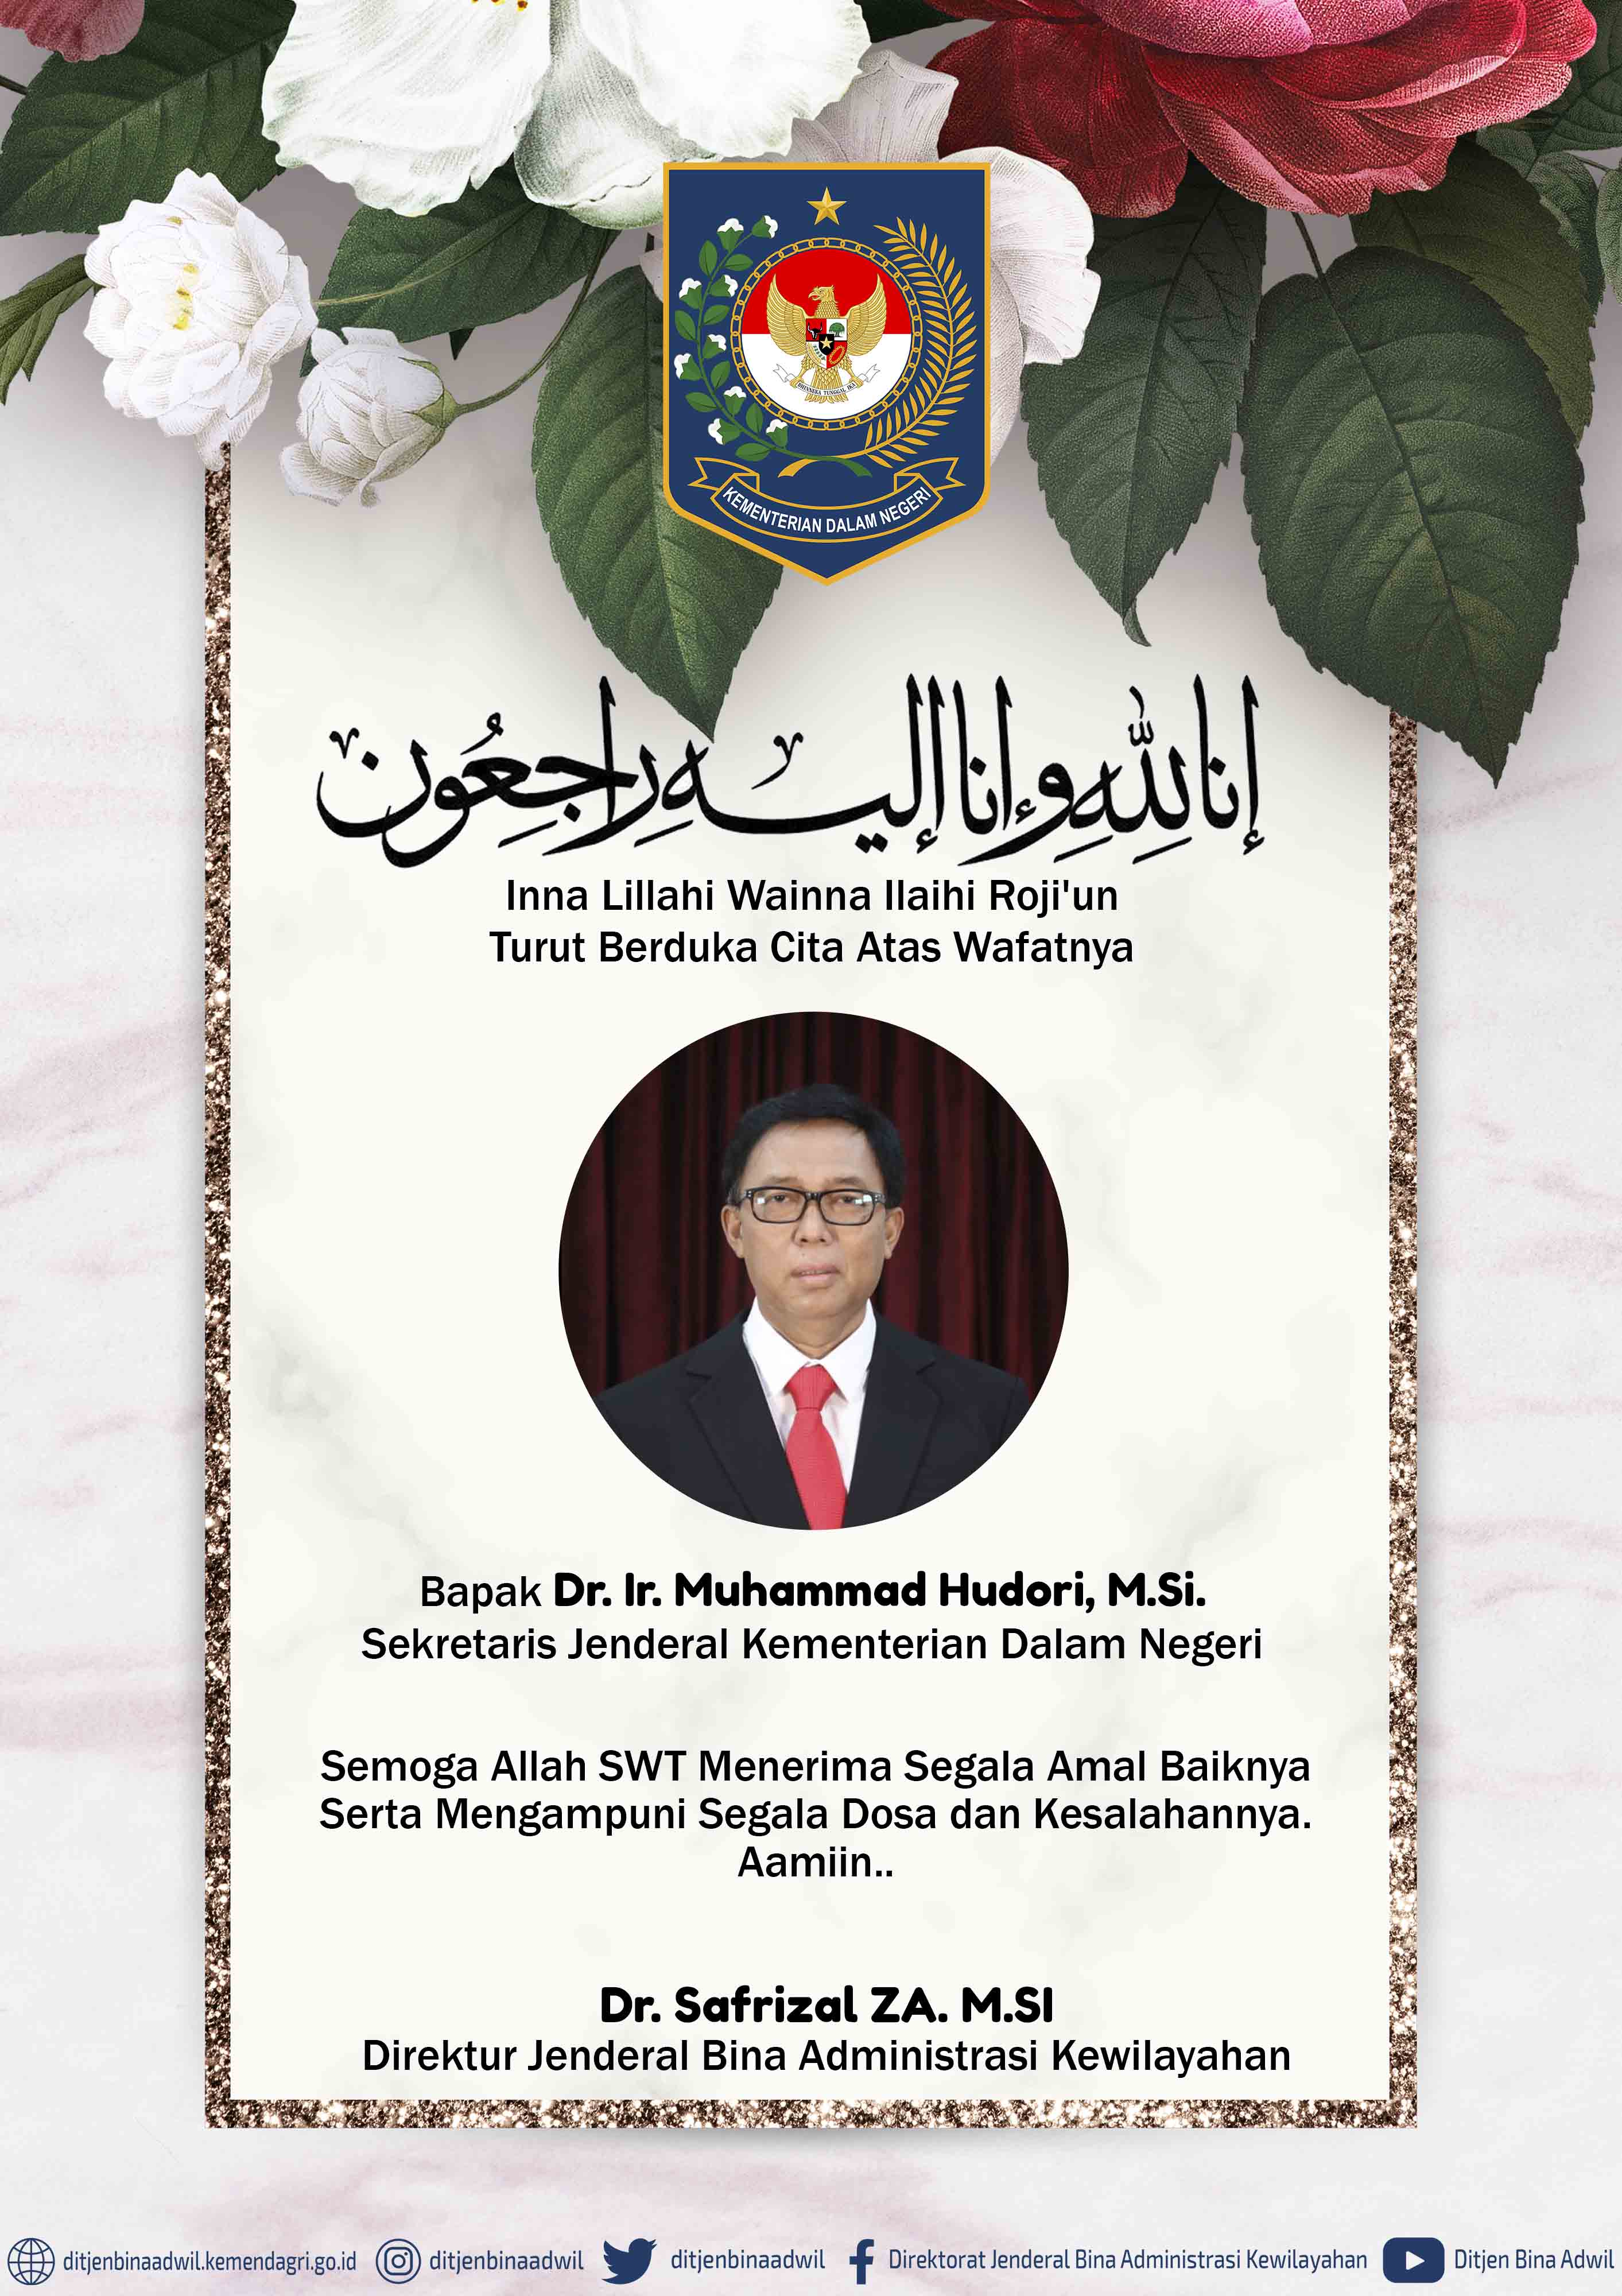 KEMENTERIAN DALAM NEGERI
إنا لله وإنا إليه راجعون
Inna Lillahi Wainna Ilaihi Roji'un
Turut Berduka Cita Atas Wafatnya
Bapak Dr. Ir. Muhammad Hudori, M.Si.
Sekretaris Jenderal Kementerian Dalam Negeri
Semoga Allah SWT Menerima Segala Amal Baiknya
Serta Mengampuni Segala Dosa dan Kesalahannya.
Aamiin..
Dr. Safrizal ZA. M.SI
Direktur Jenderal Bina Administrasi Kewilayahan
ditjenbinaadwil.kemendagri.go.id ditjenbinaadwil ditjenbinaadwil Direktorat Jenderal Bina Administrasi Kewilayahan Ditjen Bina Adwil